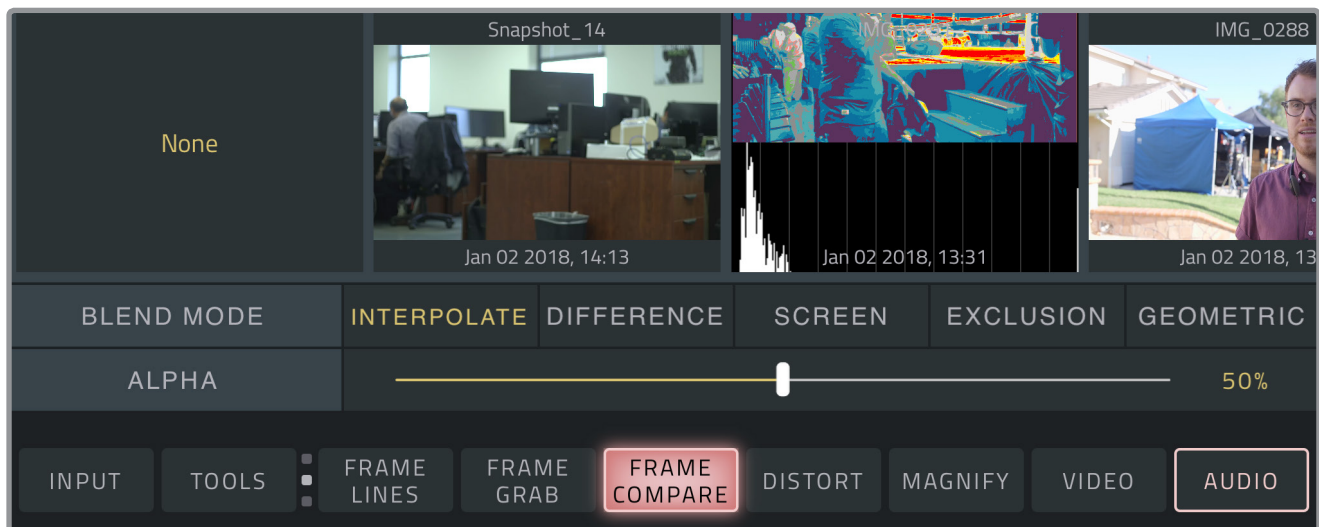 Snapshot_14
IMG_0288
None
Jan 02 2018, 14:13
Jan 02 2018, 13:31
Jan 02 2018, 13
BLEND MODE
INTERPOLATE
DIFFERENCE
SCREEN
EXCLUSION
GEOMETRIC
ALPHA
50%
INPUT
TOOLS
FRAME
LINES
FRAME
GRAB
FRAME
COMPARE
DISTORT
MAGNIFY
VIDEO
AUDIO